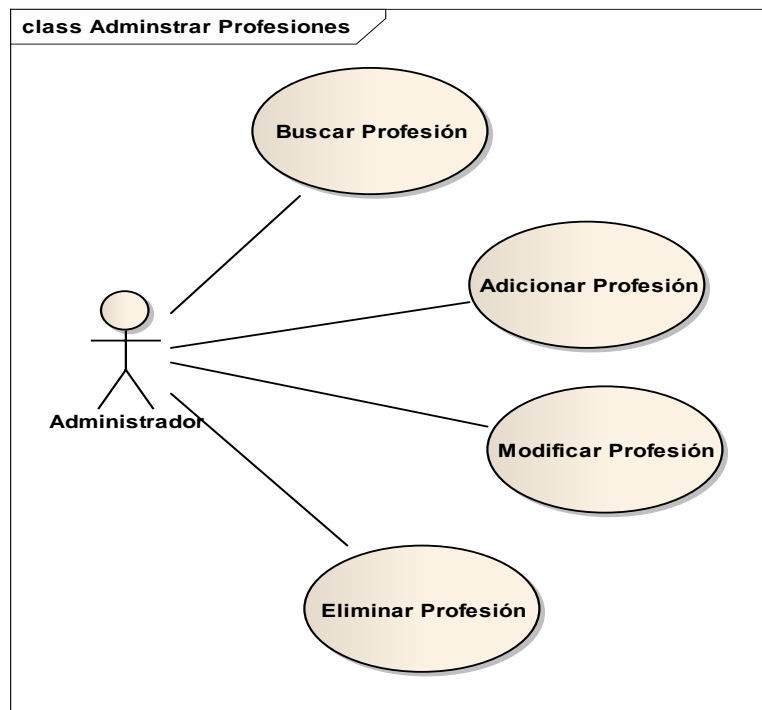 class Adminstrar Profesiones
Buscar Profesión
Adicionar Profesión
Modificar Profesión
Administrador
Eliminar Profesión